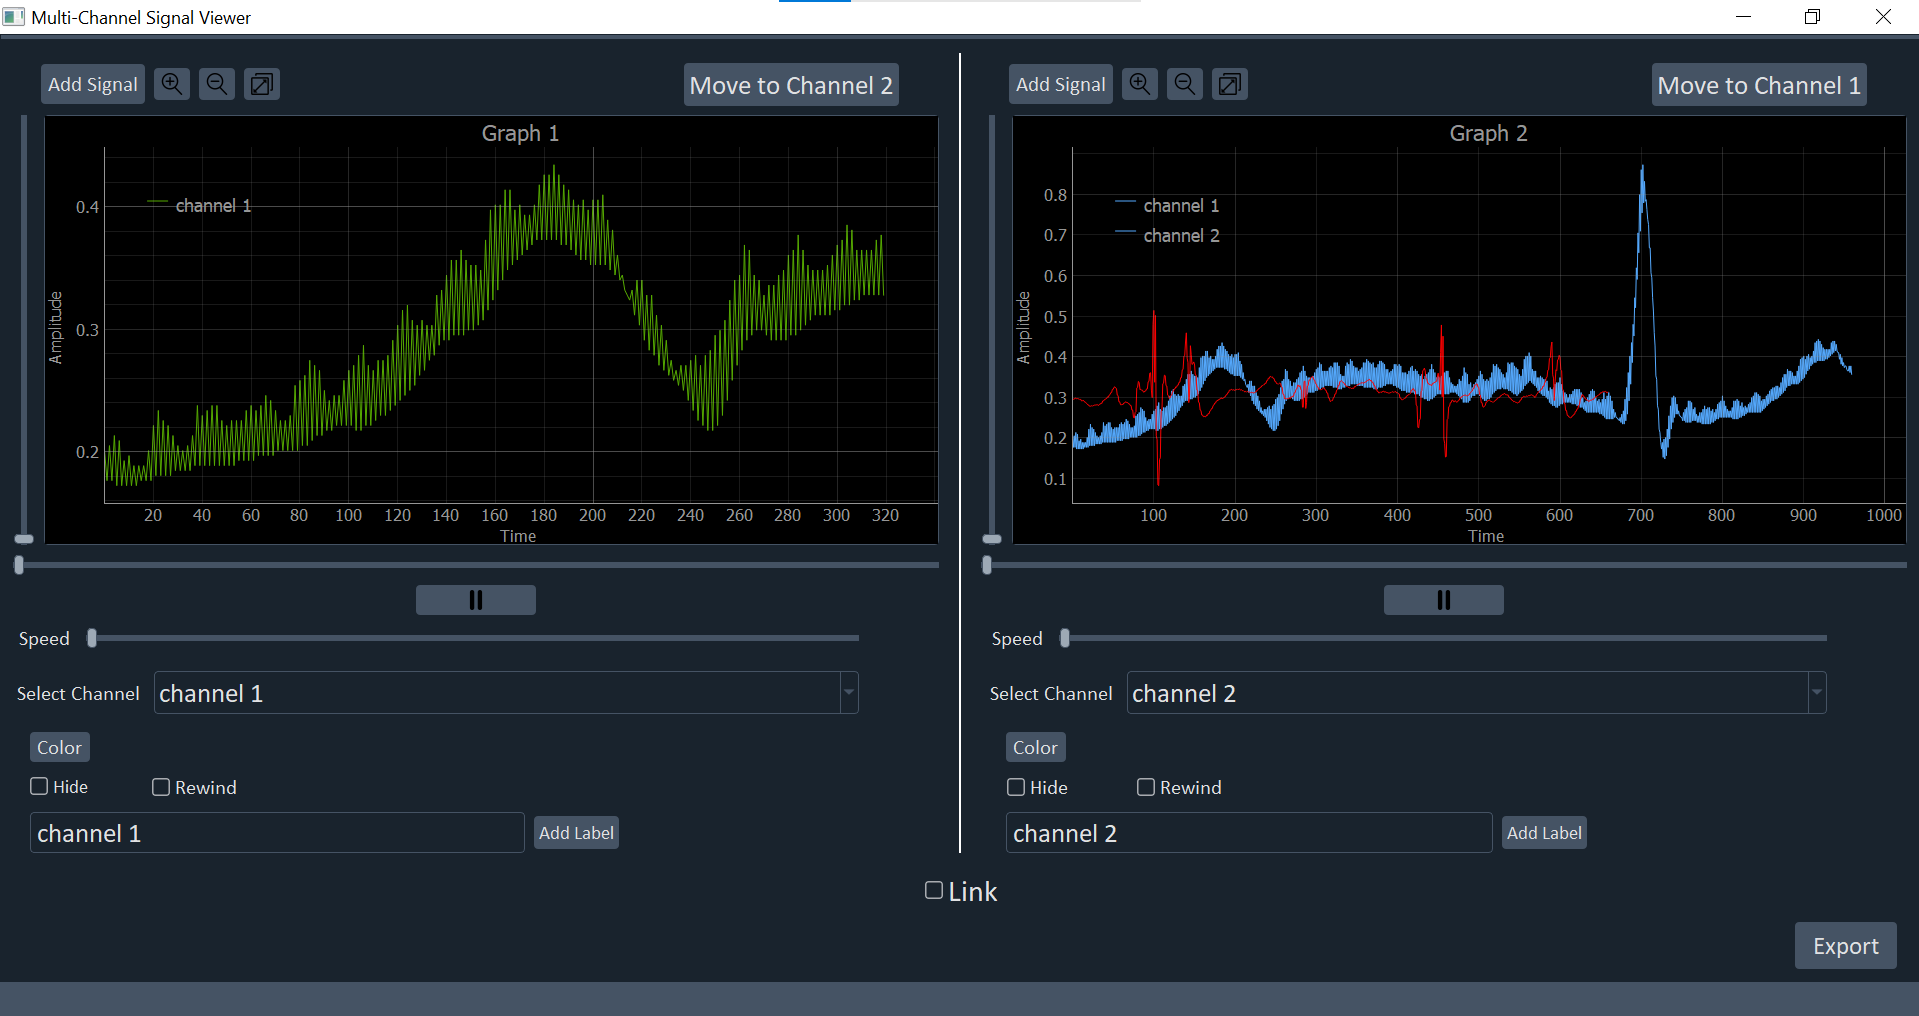 Multi-Channel Signal Viewer
Add Signal
Move to Channel 2
Graph 1
channel 1
Amplitude
0.4
0.3
0.2
20 40 60 80 100 120 140 160 180 200 220 240 260 280 300 320
Time
Speed
Select Channel channel 1
Color
Hide Rewind
channel 1 Add Label
Add Signal
Move to Channel 1
Graph 2
channel 1
channel 2
Amplitude
0.8
0.7
0.6
0.5
0.4
0.3
0.2
0.1
100 200 300 400 500 600 700 800 900 1000
Time
Speed
Select Channel channel 2
Color
Hide Rewind
channel 2 Add Label
Link
Export